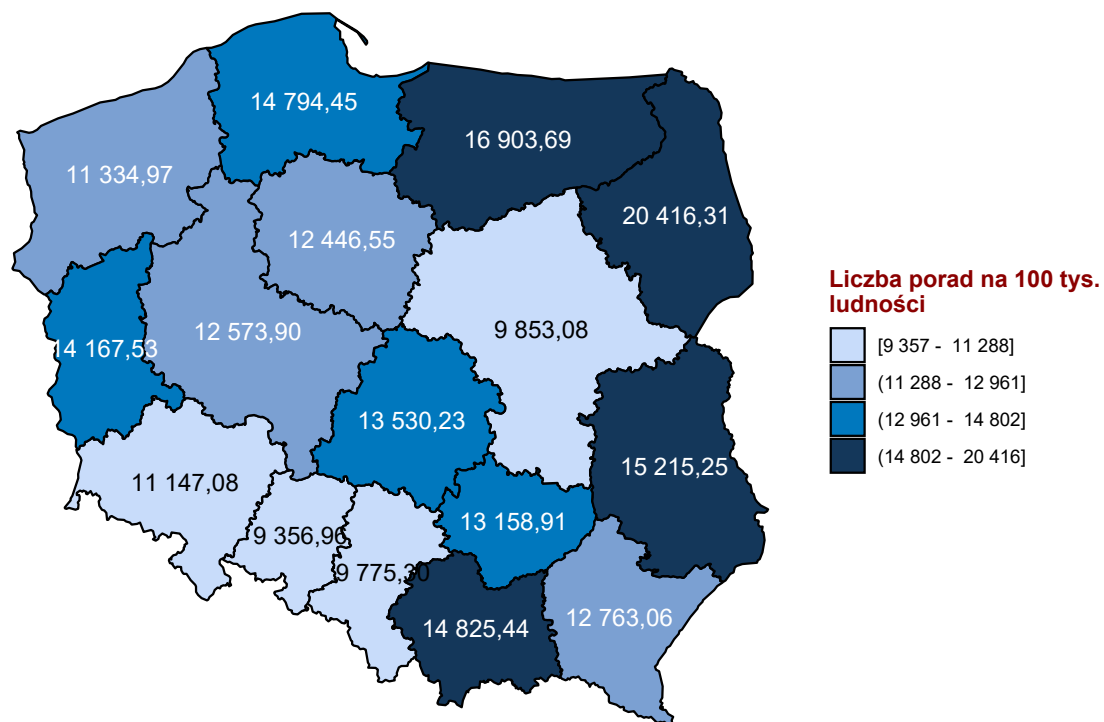 14 794,45
16 903,69
11 334,97
20 416,31
12 446,55
12 573,90
9 853,08
14 167,53
13 530,23
15 215,25
11 147,08
13 158,91
9 356,96
9 775,30
12 763,06
14 825,44
Liczba porad na 100 tys.
ludności
[9 357 - 11 288]
(11 288 - 12 961]
(12 961 - 14 802]
(14 802 - 20 416]